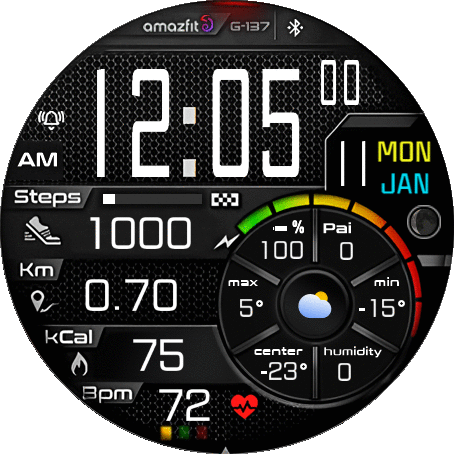 amazfit G-137
12:05 00
AM
11 MON
JAN
Steps
1000
Km
0.70
kCal
75
Bpm
72
% Pai
100 0
max min
5° -15°
center humidity
-23° 0